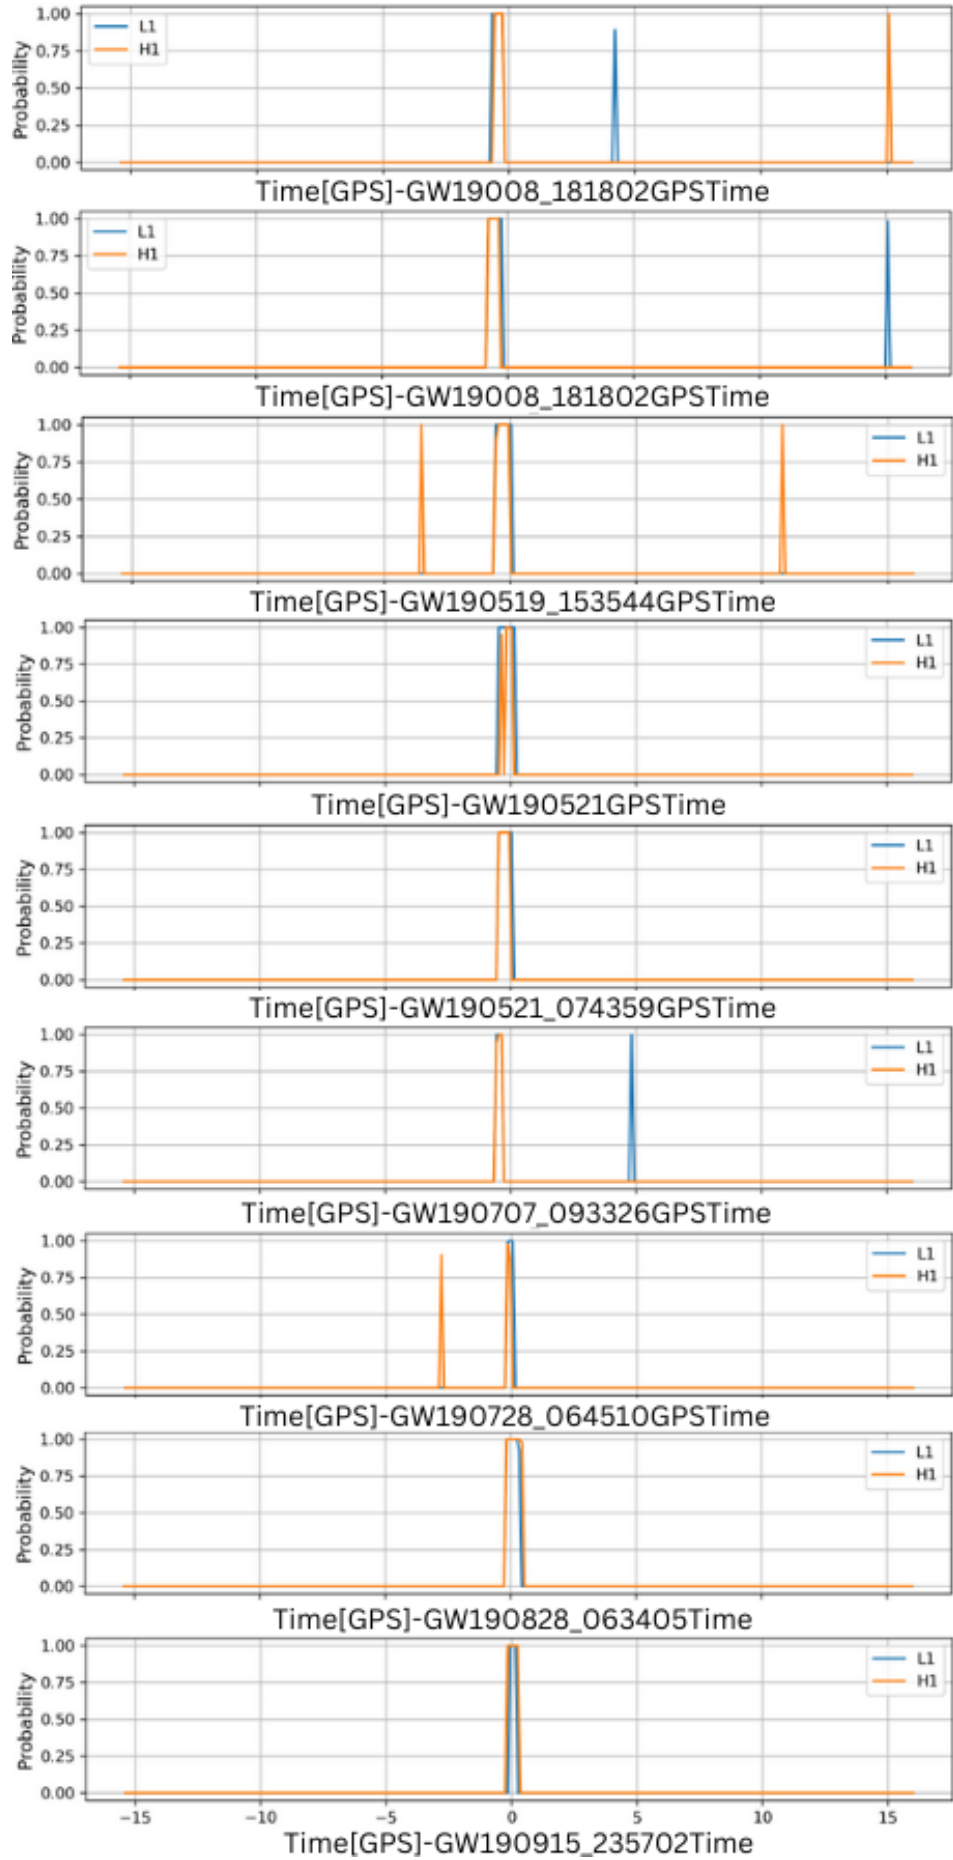 1.00
0.75
0.50
0.25
0.00
Probability
L1
H1
Time[GPS]-GW19008_181802GPSTime
1.00
0.75
0.50
0.25
0.00
Probability
L1
H1
Time[GPS]-GW19008_181802GPSTime
1.00
0.75
0.50
0.25
0.00
Probability
L1
H1
Time[GPS]-GW190519_153544GPSTime
1.00
0.75
0.50
0.25
0.00
Probability
L1
H1
Time[GPS]-GW190521GPSTime
1.00
0.75
0.50
0.25
0.00
Probability
L1
H1
Time[GPS]-GW190521_074359GPSTime
1.00
0.75
0.50
0.25
0.00
Probability
L1
H1
Time[GPS]-GW190707_093326GPSTime
1.00
0.75
0.50
0.25
0.00
Probability
L1
H1
Time[GPS]-GW190728_064510GPSTime
1.00
0.75
0.50
0.25
0.00
Probability
L1
H1
Time[GPS]-GW190828_063405Time
1.00
0.75
0.50
0.25
0.00
Probability
L1
H1
−15 −10 −5 0 5 10 15
Time[GPS]-GW190915_235702Time